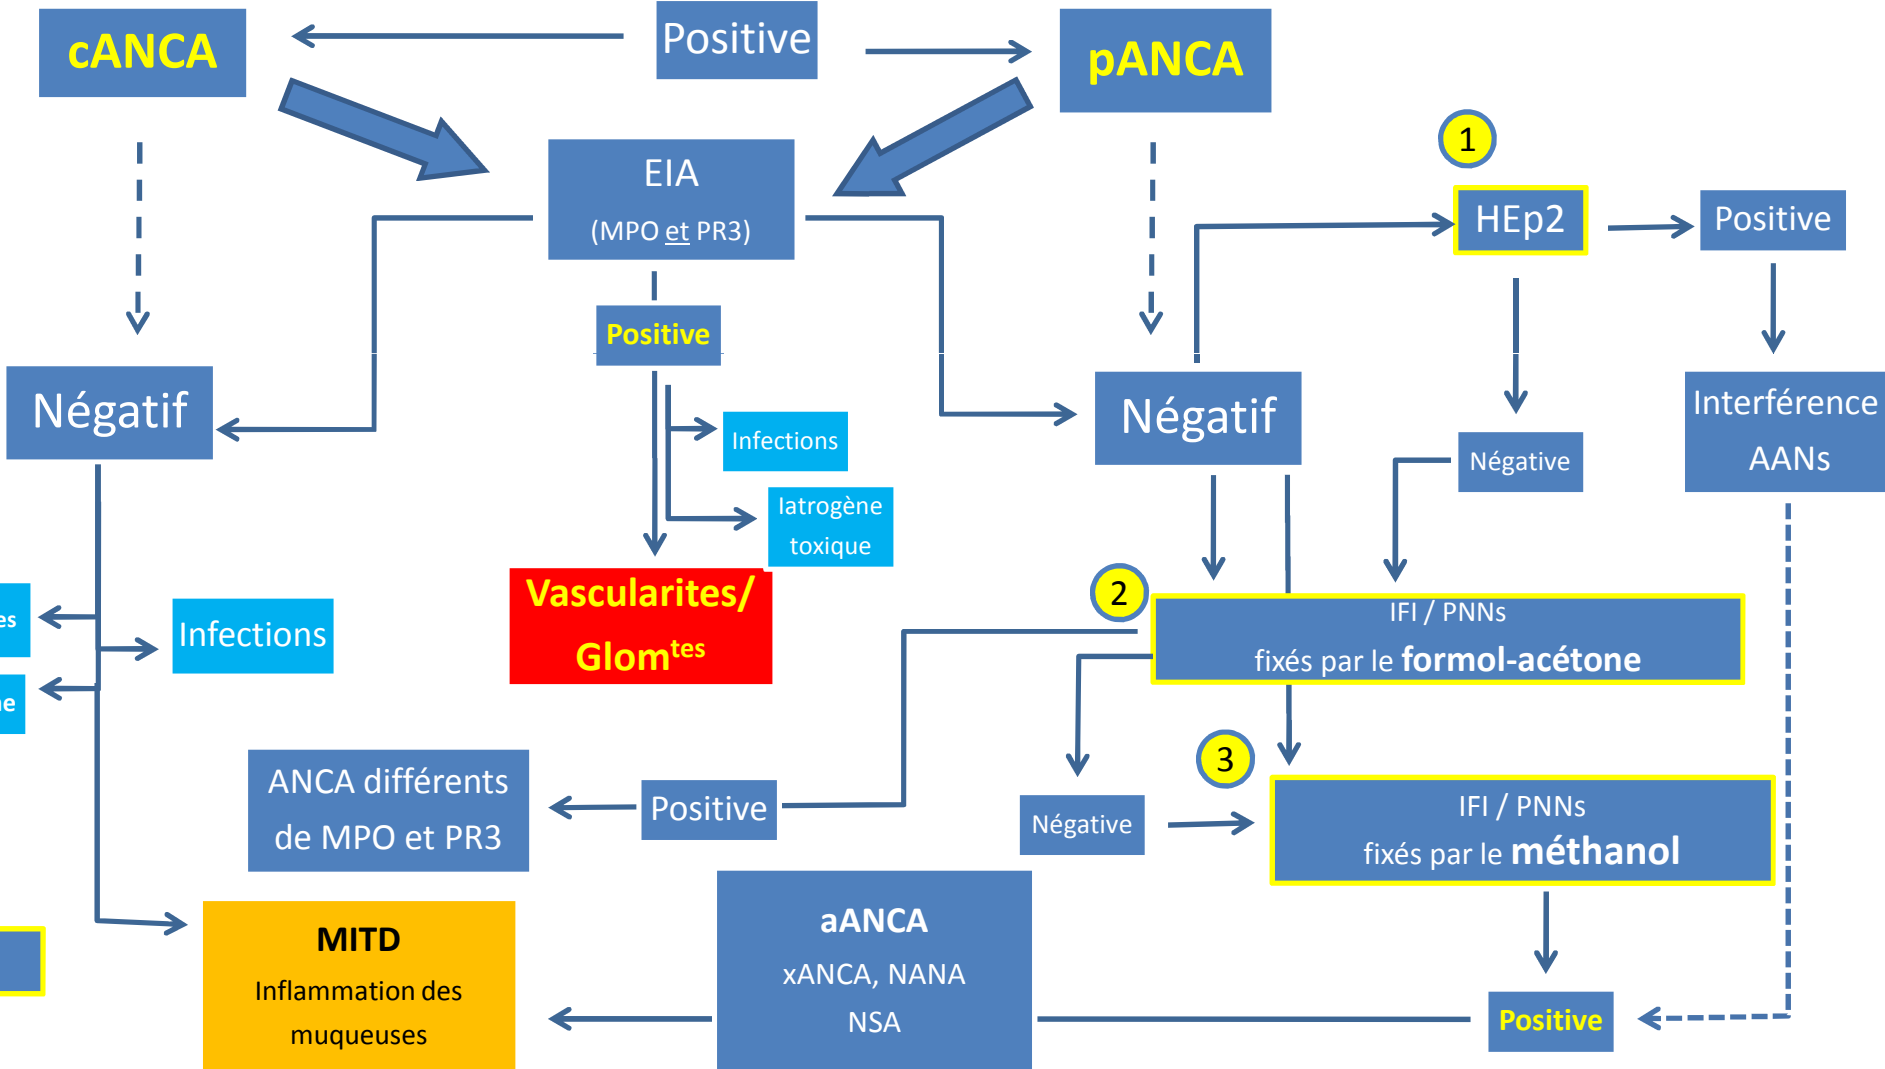 cANCA
Positive
pANCA
1
EIA
(MPO et PR3)
HEp2
Positive
Positive
Négatif
Négatif
Interférence
AANs
Infections
Négative
Iatrogène
toxique
Vascularites/
Glomtes
2
IFI / PNNs
fixés par le formol-acétone
es
Infections
ne
3
ANCA différents
de MPO et PR3
Positive
Négative
IFI / PNNs
fixés par le méthanol
MITD
Inflammation des
muqueuses
aANCA
xANCA, NANA
NSA
Positive